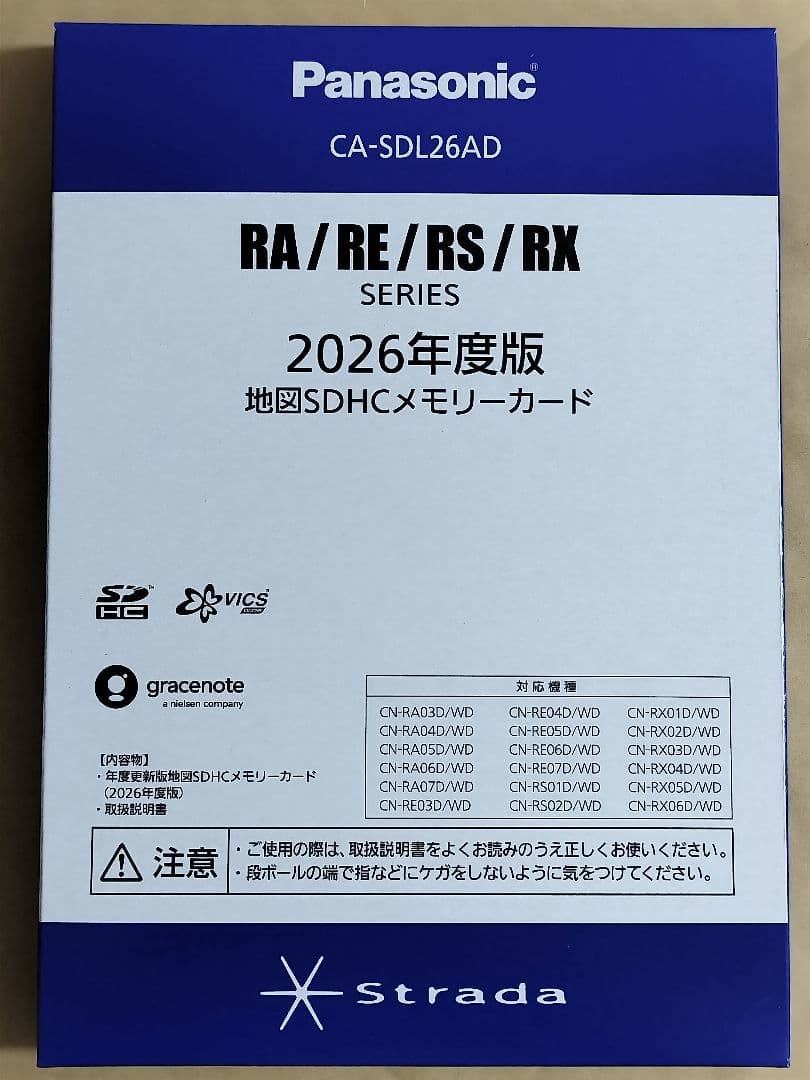 Panasonic®
CA-SDL26AD
RA/RE/RS/RX
SERIES
2026年度版
地図SDHCメモリーカード
SD™
HC
VICS
gracenote
a nielsen company
対応機種
CN-RA03D/WD CN-RE04D/WD CN-RX01D/WD
CN-RA04D/WD CN-RE05D/WD CN-RX02D/WD
CN-RA05D/WD CN-RE06D/WD CN-RX03D/WD
CN-RA06D/WD CN-RE07D/WD CN-RX04D/WD
CN-RA07D/WD CN-RS01D/WD CN-RX05D/WD
CN-RE03D/WD CN-RS02D/WD CN-RX06D/WD
【内容物】
・年度更新版地図SDHCメモリーカード
（2026年度版）
・取扱説明書
注意
・ご使用の際は、取扱説明書をよくお読みのうえ正しくお使いください。
・段ボールの端で指などにケガをしないように気をつけてください。
Strada